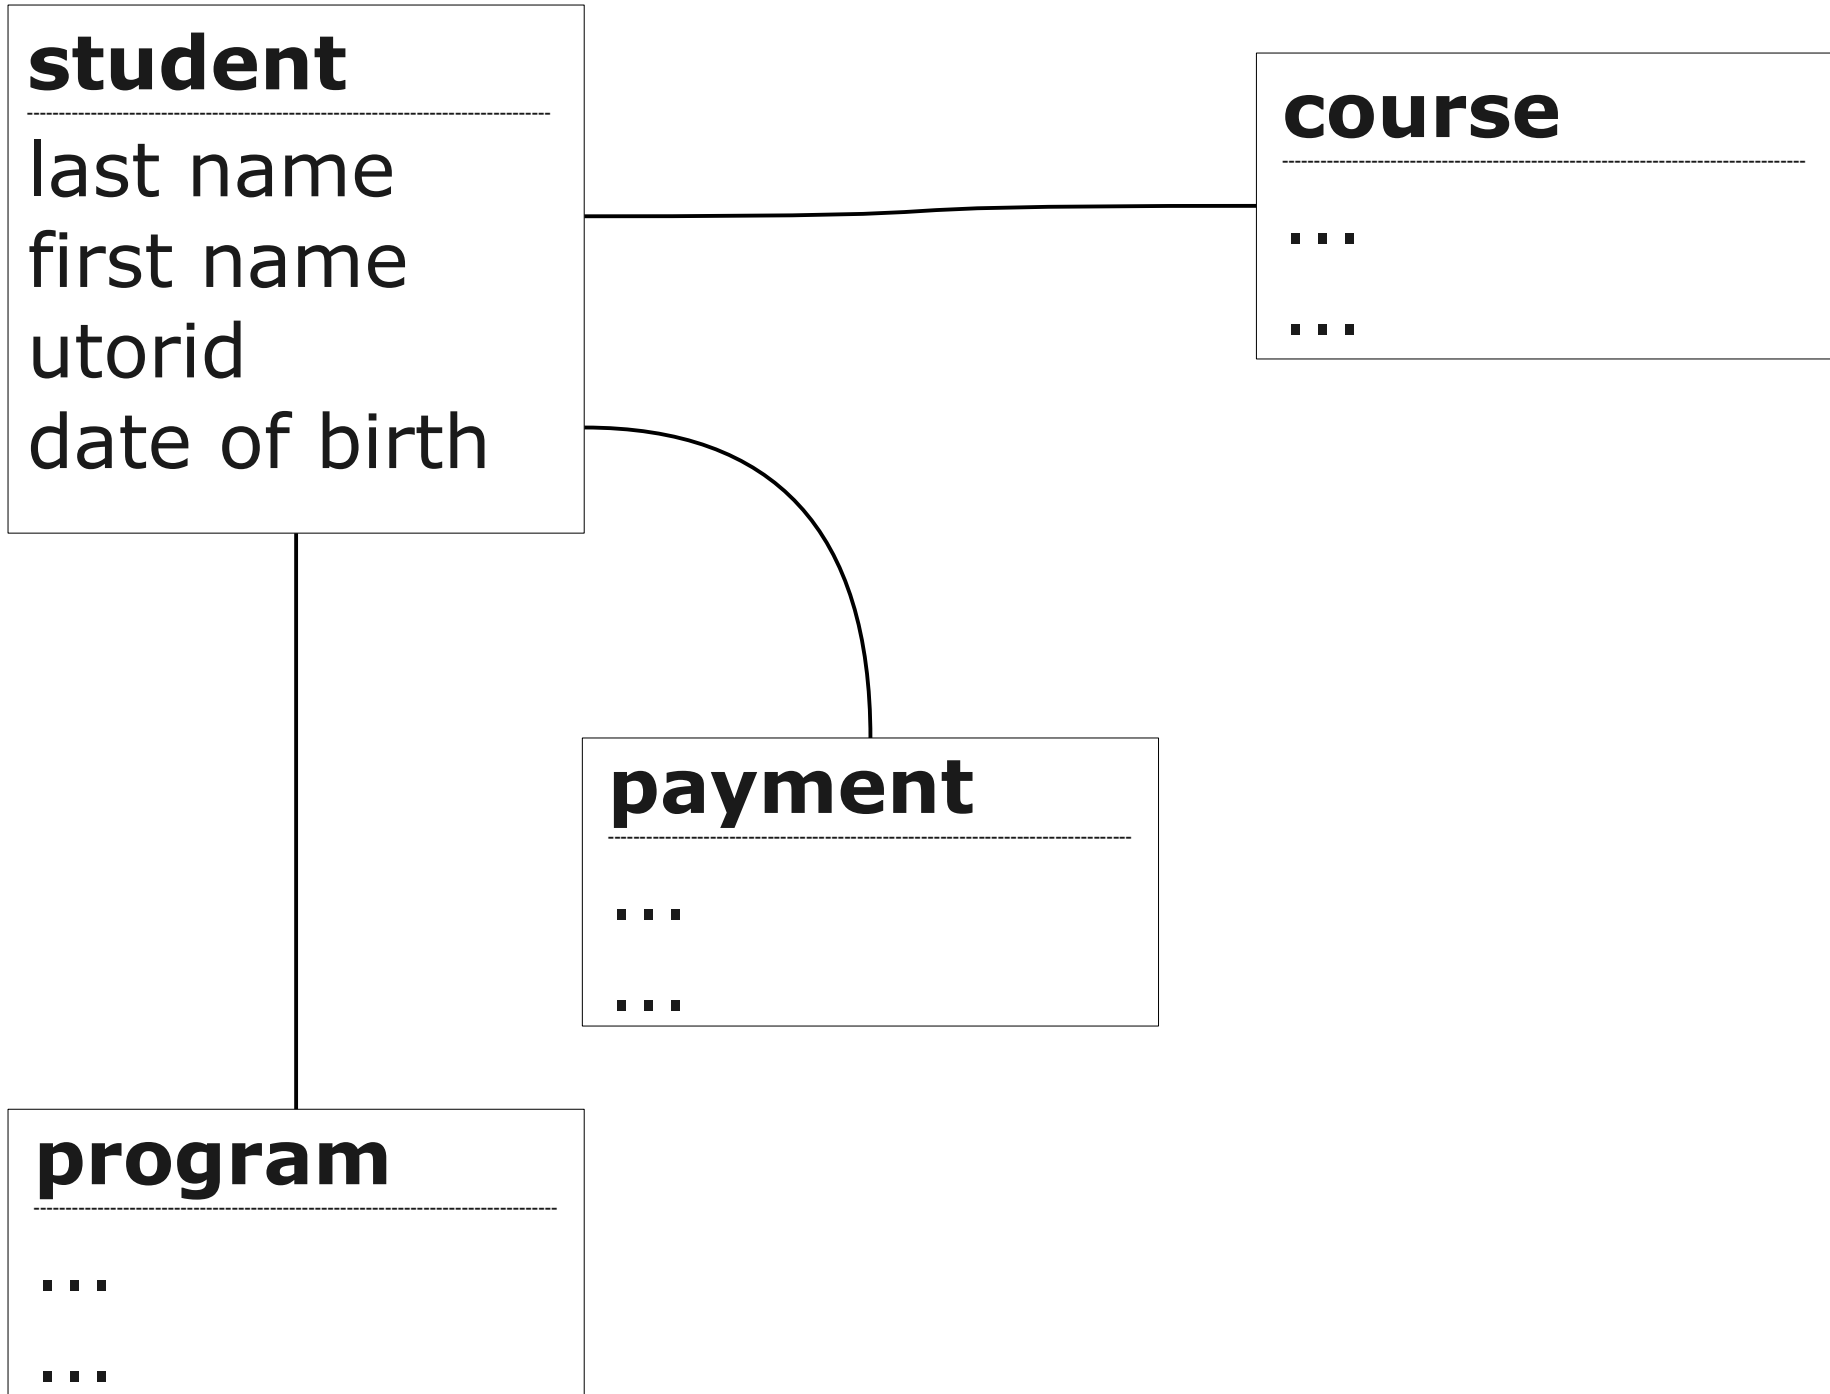 student
last name
first name
utorid
date of birth
course
...
...
payment
...
...
program
...
...